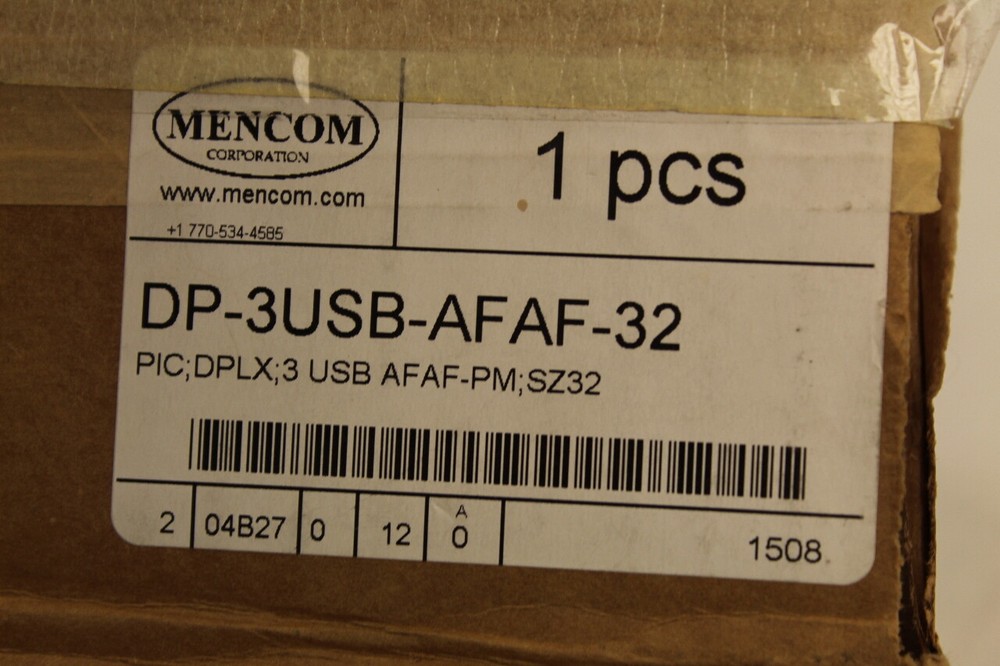 MENCOM
CORPORATION
www.mencom.com
+1 770-534-4585
1 pcs
DP-3USB-AFAF-32
PIC;DPLX;3 USB AFAF-PM;SZ32
2 04B27 0 12 A 0 1508